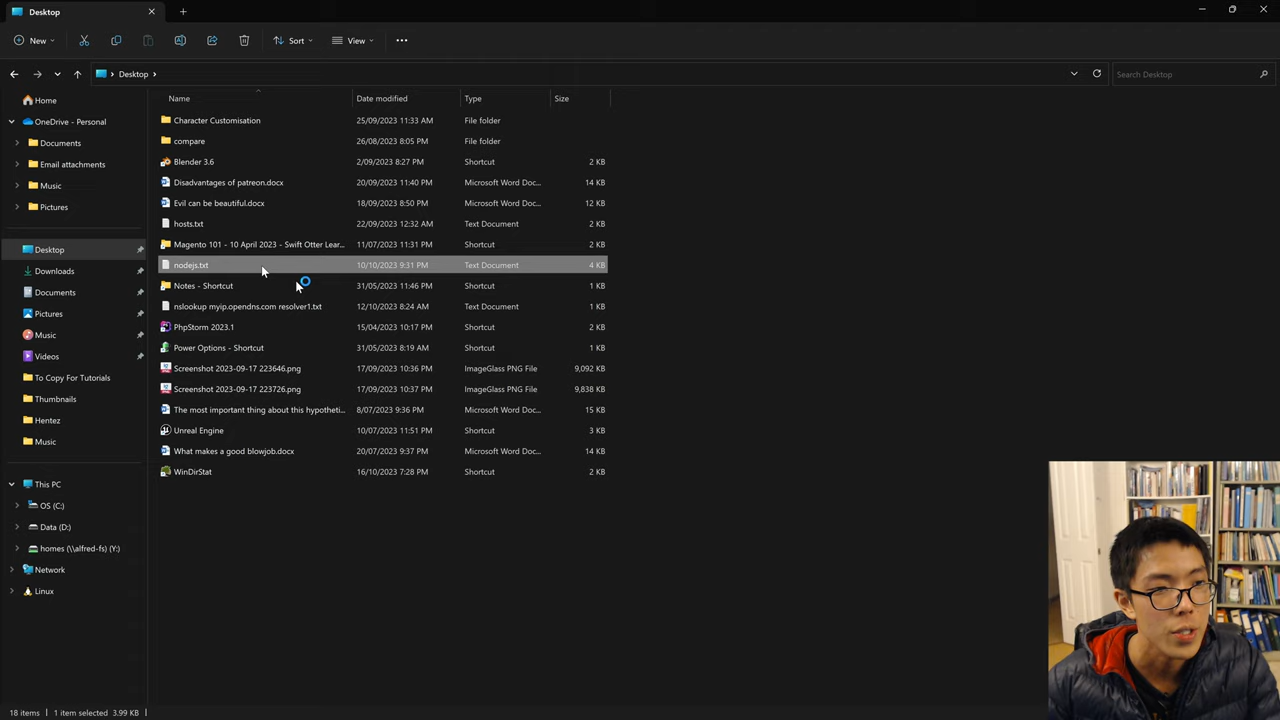 Desktop
New
Sort
View
Desktop
Search Desktop
Name
Date modified
Type
Size
Home
OneDrive - Personal
Documents
Email attachments
Music
Pictures
Desktop
Downloads
Documents
Pictures
Music
Videos
To Copy For Tutorials
Thumbnails
Hentez
Music
This PC
OS (C:)
Data (D:)
homes (\\alfred-fs) (Y:)
Network
Linux
Character Customisation 25/09/2023 11:33 AM File folder
compare 26/08/2023 8:05 PM File folder
Blender 3.6 2/09/2023 8:27 PM Shortcut 2 KB
Disadvantages of patreon.docx 20/09/2023 11:40 PM Microsoft Word Doc... 14 KB
Evil can be beautiful.docx 18/09/2023 8:50 PM Microsoft Word Doc... 12 KB
hosts.txt 22/09/2023 12:32 AM Text Document 2 KB
Magento 101 - 10 April 2023 - Swift Otter Lear... 11/07/2023 11:31 PM Shortcut 2 KB
nodejs.txt 10/10/2023 9:31 PM Text Document 4 KB
Notes - Shortcut 31/05/2023 11:46 PM Shortcut 1 KB
nslookup myip.opendns.com resolver1.txt 12/10/2023 8:24 AM Text Document 1 KB
PhpStorm 2023.1 15/04/2023 10:17 PM Shortcut 2 KB
Power Options - Shortcut 31/05/2023 8:19 AM Shortcut 1 KB
Screenshot 2023-09-17 223646.png 17/09/2023 10:36 PM ImageGlass PNG File 9,092 KB
Screenshot 2023-09-17 223726.png 17/09/2023 10:37 PM ImageGlass PNG File 9,838 KB
The most important thing about this hypotheti... 8/07/2023 9:36 PM Microsoft Word Doc... 15 KB
Unreal Engine 10/07/2023 11:51 PM Shortcut 3 KB
What makes a good blowjob.docx 20/07/2023 9:37 PM Microsoft Word Doc... 14 KB
WinDirStat 16/10/2023 7:28 PM Shortcut 2 KB
18 items 1 item selected 3.99 KB